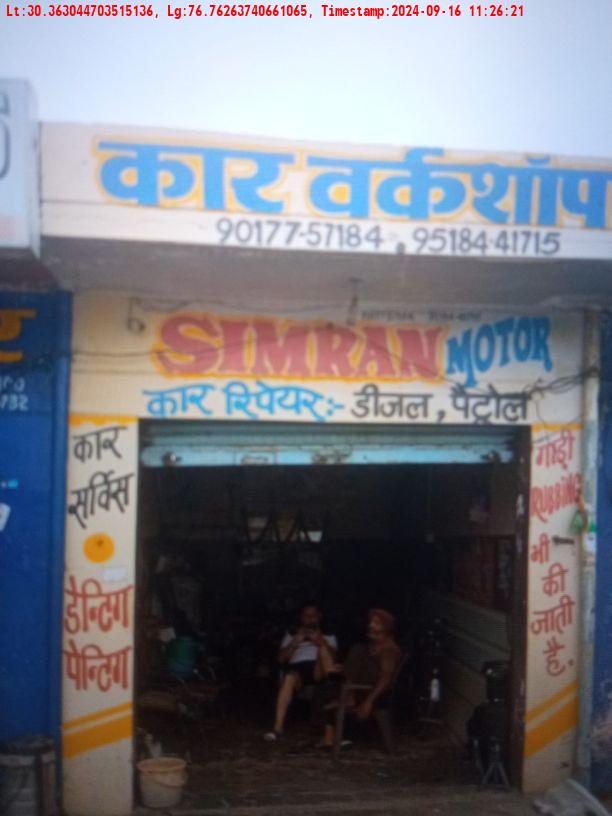 Lt:30.363044703515136, Lg:76.76263740661065, Timestamp:2024-09-16 11:26:21
कार वर्कशॉप
90177-57184 . 95184-41715
SIMRAN MOTOR
कार रिपेयर:- डीजल, पैट्रोल
कार
सर्विस
डेन्टिग
पेन्टिग
गाड़ी
RUBBING
भी
की
जाती
है.